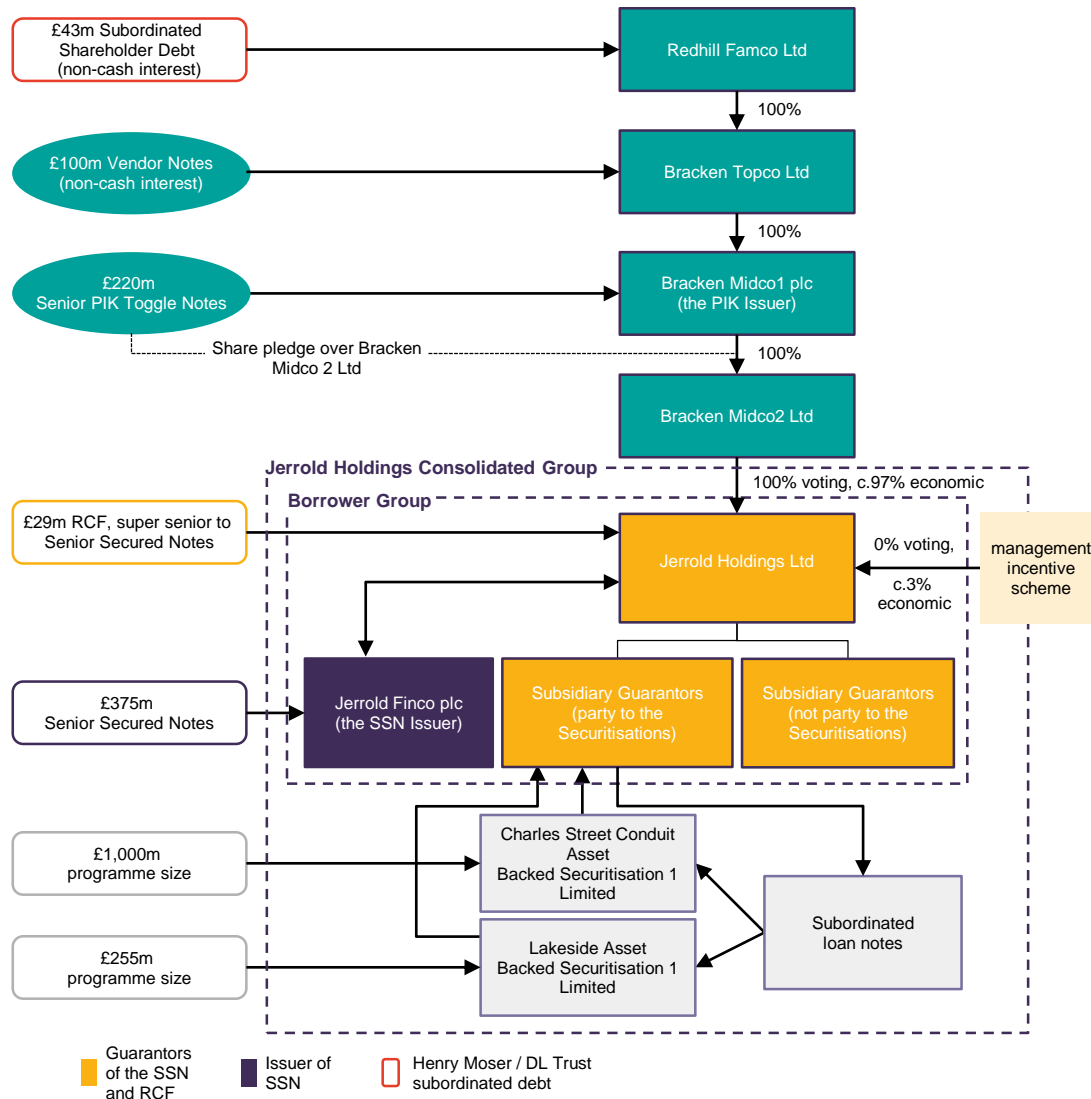 £43m Subordinated
Shareholder Debt
(non-cash interest)
Redhill Famco Ltd
100%
£100m Vendor Notes
(non-cash interest)
Bracken Topco Ltd
100%
£220m
Senior PIK Toggle Notes
Bracken Midco1 plc
(the PIK Issuer)
Share pledge over Bracken
Midco 2 Ltd
100%
Bracken Midco2 Ltd
Jerrold Holdings Consolidated Group
100% voting, c.97% economic
Borrower Group
£29m RCF, super senior to
Senior Secured Notes
Jerrold Holdings Ltd
0% voting,
c.3%
economic
management
incentive
scheme
£375m
Senior Secured Notes
Jerrold Finco plc
(the SSN Issuer)
Subsidiary Guarantors
(party to the
Securitisations)
Subsidiary Guarantors
(not party to the
Securitisations)
£1,000m
programme size
Charles Street Conduit
Asset
Backed Securitisation 1
Limited
Subordinated
loan notes
£255m
programme size
Lakeside Asset
Backed Securitisation 1
Limited
Guarantors
of the SSN
and RCF
Issuer of
SSN
Henry Moser / DL Trust
subordinated debt